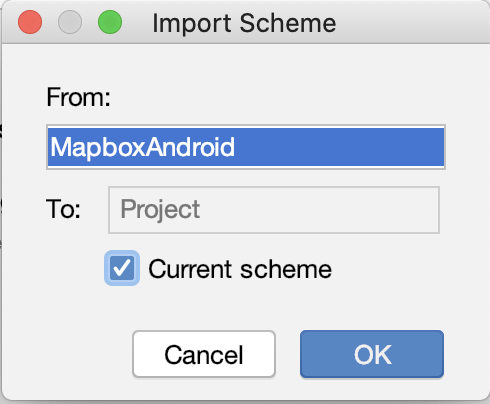 Import Scheme
From:
MapboxAndroid
To: Project
Current scheme
Cancel OK